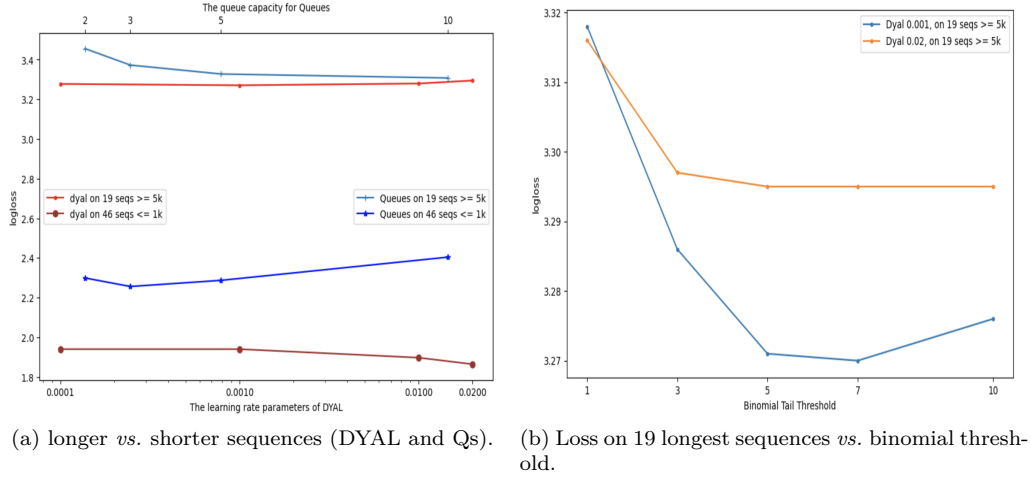 The queue capacity for Queues
2 3 5 10
3.4
3.2
3.0
2.8
2.6
2.4
2.2
2.0
1.8
logloss
dyal on 19 seqs >= 5k
dyal on 46 seqs <= 1k
Queues on 19 seqs >= 5k
Queues on 46 seqs <= 1k
0.0001 0.0010 0.0100 0.0200
The learning rate parameters of DYAL
(a) longer vs. shorter sequences (DYAL and Qs).
3.32
3.31
3.30
3.29
3.28
3.27
logloss
Dyal 0.001, on 19 seqs >= 5k
Dyal 0.02, on 19 seqs >= 5k
1 3 5 7 10
Binomial Tail Threshold
(b) Loss on 19 longest sequences vs. binomial thresh-
old.